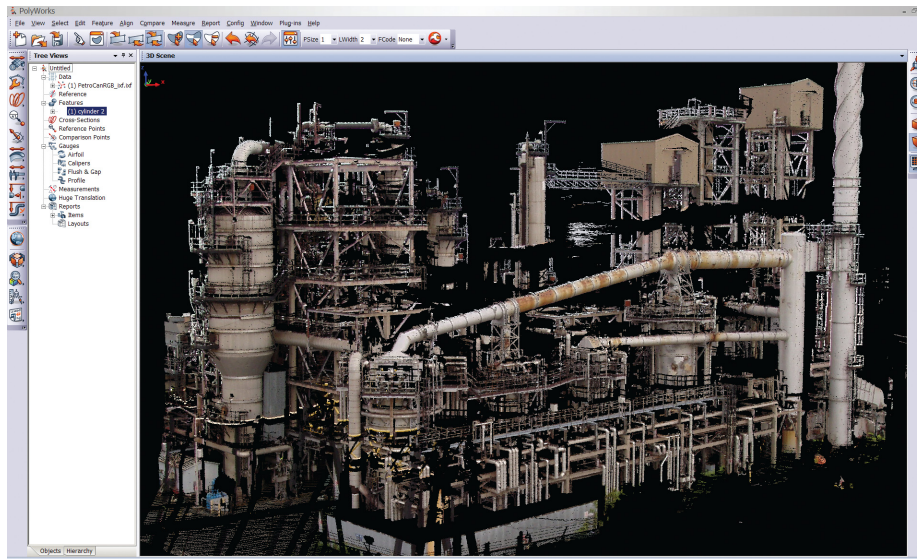 PolyWorks
File View Select Edit Feature Align Compare Measure Report Config Window Plug-ins Help
PSize 1 LWidth 2 FCode None
Tree Views
3D Scene
Untitled
Data
(1) PetroCanRGB_ixf.ixf
Reference
Features
(1) cylinder 2
Cross-Sections
Reference Points
Comparison Points
Gauges
Airfoil
Calipers
Flush & Gap
Profile
Measurements
Huge Translation
Reports
Items
Layouts
Objects Hierarchy